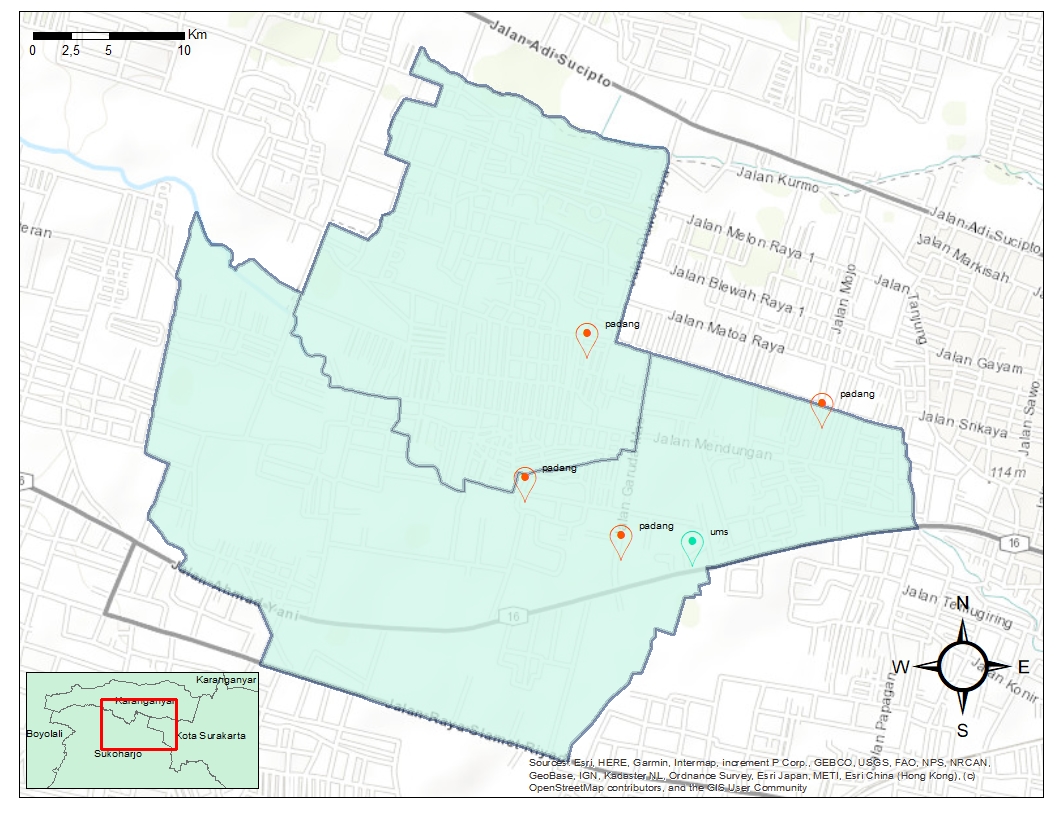 Km
0 2,5 5 10
Jalan Adi Sucipto
Jalan Kurmo
Jalan Adi Sucipto
Jalan Markisah
Jalan Melon Raya 1
Jalan Blewah Raya 1
Jalan Mojo
Jalan Tanjung
Jalan Matoa Raya
padang
Jalan Gayam
padang
Jalan Sawo
Jalan Srikaya
Jalan Mendungan
padang
114 m
padang
ums
16
Jalan Ahmad Yani
16
N
W E
S
Jalan Konir
Jalan Papagan
Jalan Raya Slamet Riyadi
Karanganyar
Karanganyar
Boyolali
Kota Surakarta
Sukoharjo
Sources: Esri, HERE, Garmin, Intermap, increment P Corp., GEBCO, USGS, FAO, NPS, NRCAN,
GeoBase, IGN, Kadaster NL, Ordnance Survey, Esri Japan, METI, Esri China (Hong Kong), (c)
OpenStreetMap contributors, and the GIS User Community